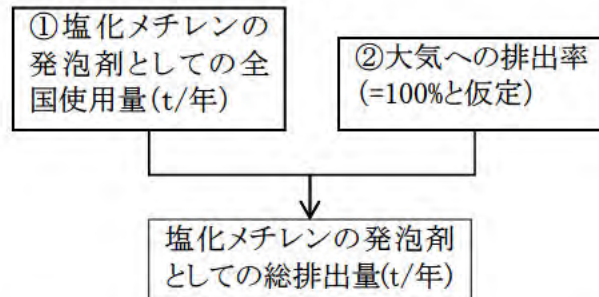 ①塩化メチレンの
発泡剤としての全
国使用量(t/年)
②大気への排出率
(=100%と仮定)
塩化メチレンの発泡剤
としての総排出量(t/年)